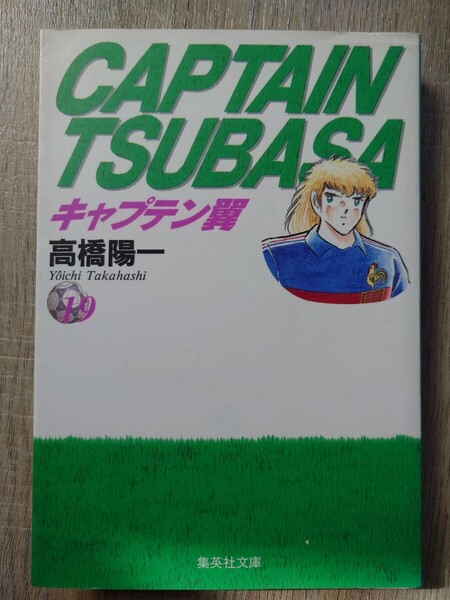 CAPTAIN
TSUBASA
キャプテン翼
高橋陽一
Yôichi Takahashi
19
集英社文庫